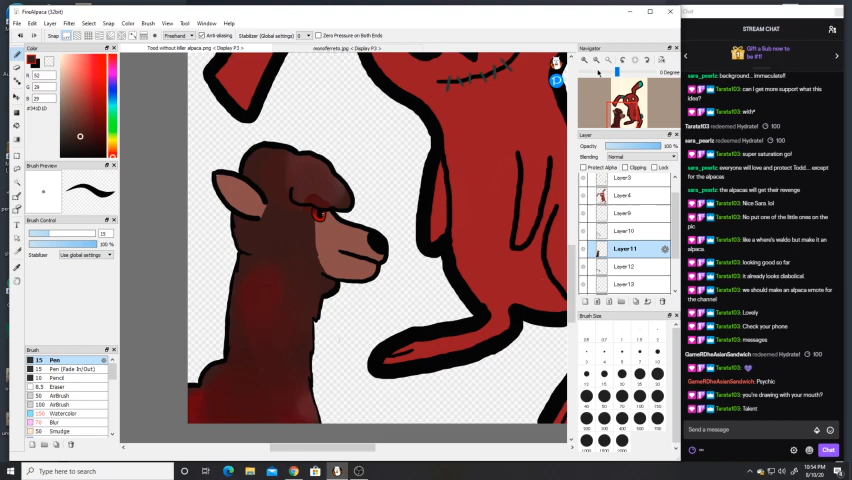 FireAlpaca (32bit)
File Edit View Layer Filter Select Snap Color Brush View Tool Window Help
Snap
Freehand
Anti-aliasing
Stabilizer (Global settings)
0
Zero Pressure on Both Ends
Tood without killer alpaca.png < Display P3 >
monoferreto.jpg < Display P3 >
Color
R 52
G 29
B 29
Brush Preview
Brush Control
15
100 %
Stabilizer
Use global settings
Brush
15 Pen
15 Pen (Fade In/Out)
10 Pencil
8.5 Eraser
50 AirBrush
100 AirBrush
100 Watercolor
70 Blur
50 Smudge
Navigator
0 Degree
Layer
Opacity 100 %
Blending Normal
Protect Alpha Clipping Lock
Layer3
Layer4
Layer9
Layer10
Layer11
Layer12
Layer13
Brush Size
Chat
STREAM CHAT
Gift a Sub now to
be #1!
sara_pearlz: background.. immaculate!!
Tarata103: can I get more support what this
idea?
Tarata103: with*
Tarata103 redeemed Hydrate! 100
Tarata103: super saturation go!
sara_pearlz: everyone will love and protect Todd... except
for the alpacas
sara_pearlz: the alpacas will get their revenge
Tarata103: Nice Sara. lol
Tarata103: No put one of the little ones on the
pic
Tarata103: like a where's waldo but make it an
alpaca
Tarata103: looking good so far
Tarata103: it already looks diabolical
Tarata103: we should make an alpaca emote for
the channel
Tarata103: Lovely
Tarata103: Check your phone
Tarata103: messages
GameRDheAsianSandwich redeemed Hydrate! 100
Tarata103:
GameRDheAsianSandwich: Psychic
Tarata103: you're drawing with your mouth?
Tarata103: Talent
Send a message
Chat
Type here to search
10:54 PM
8/10/20